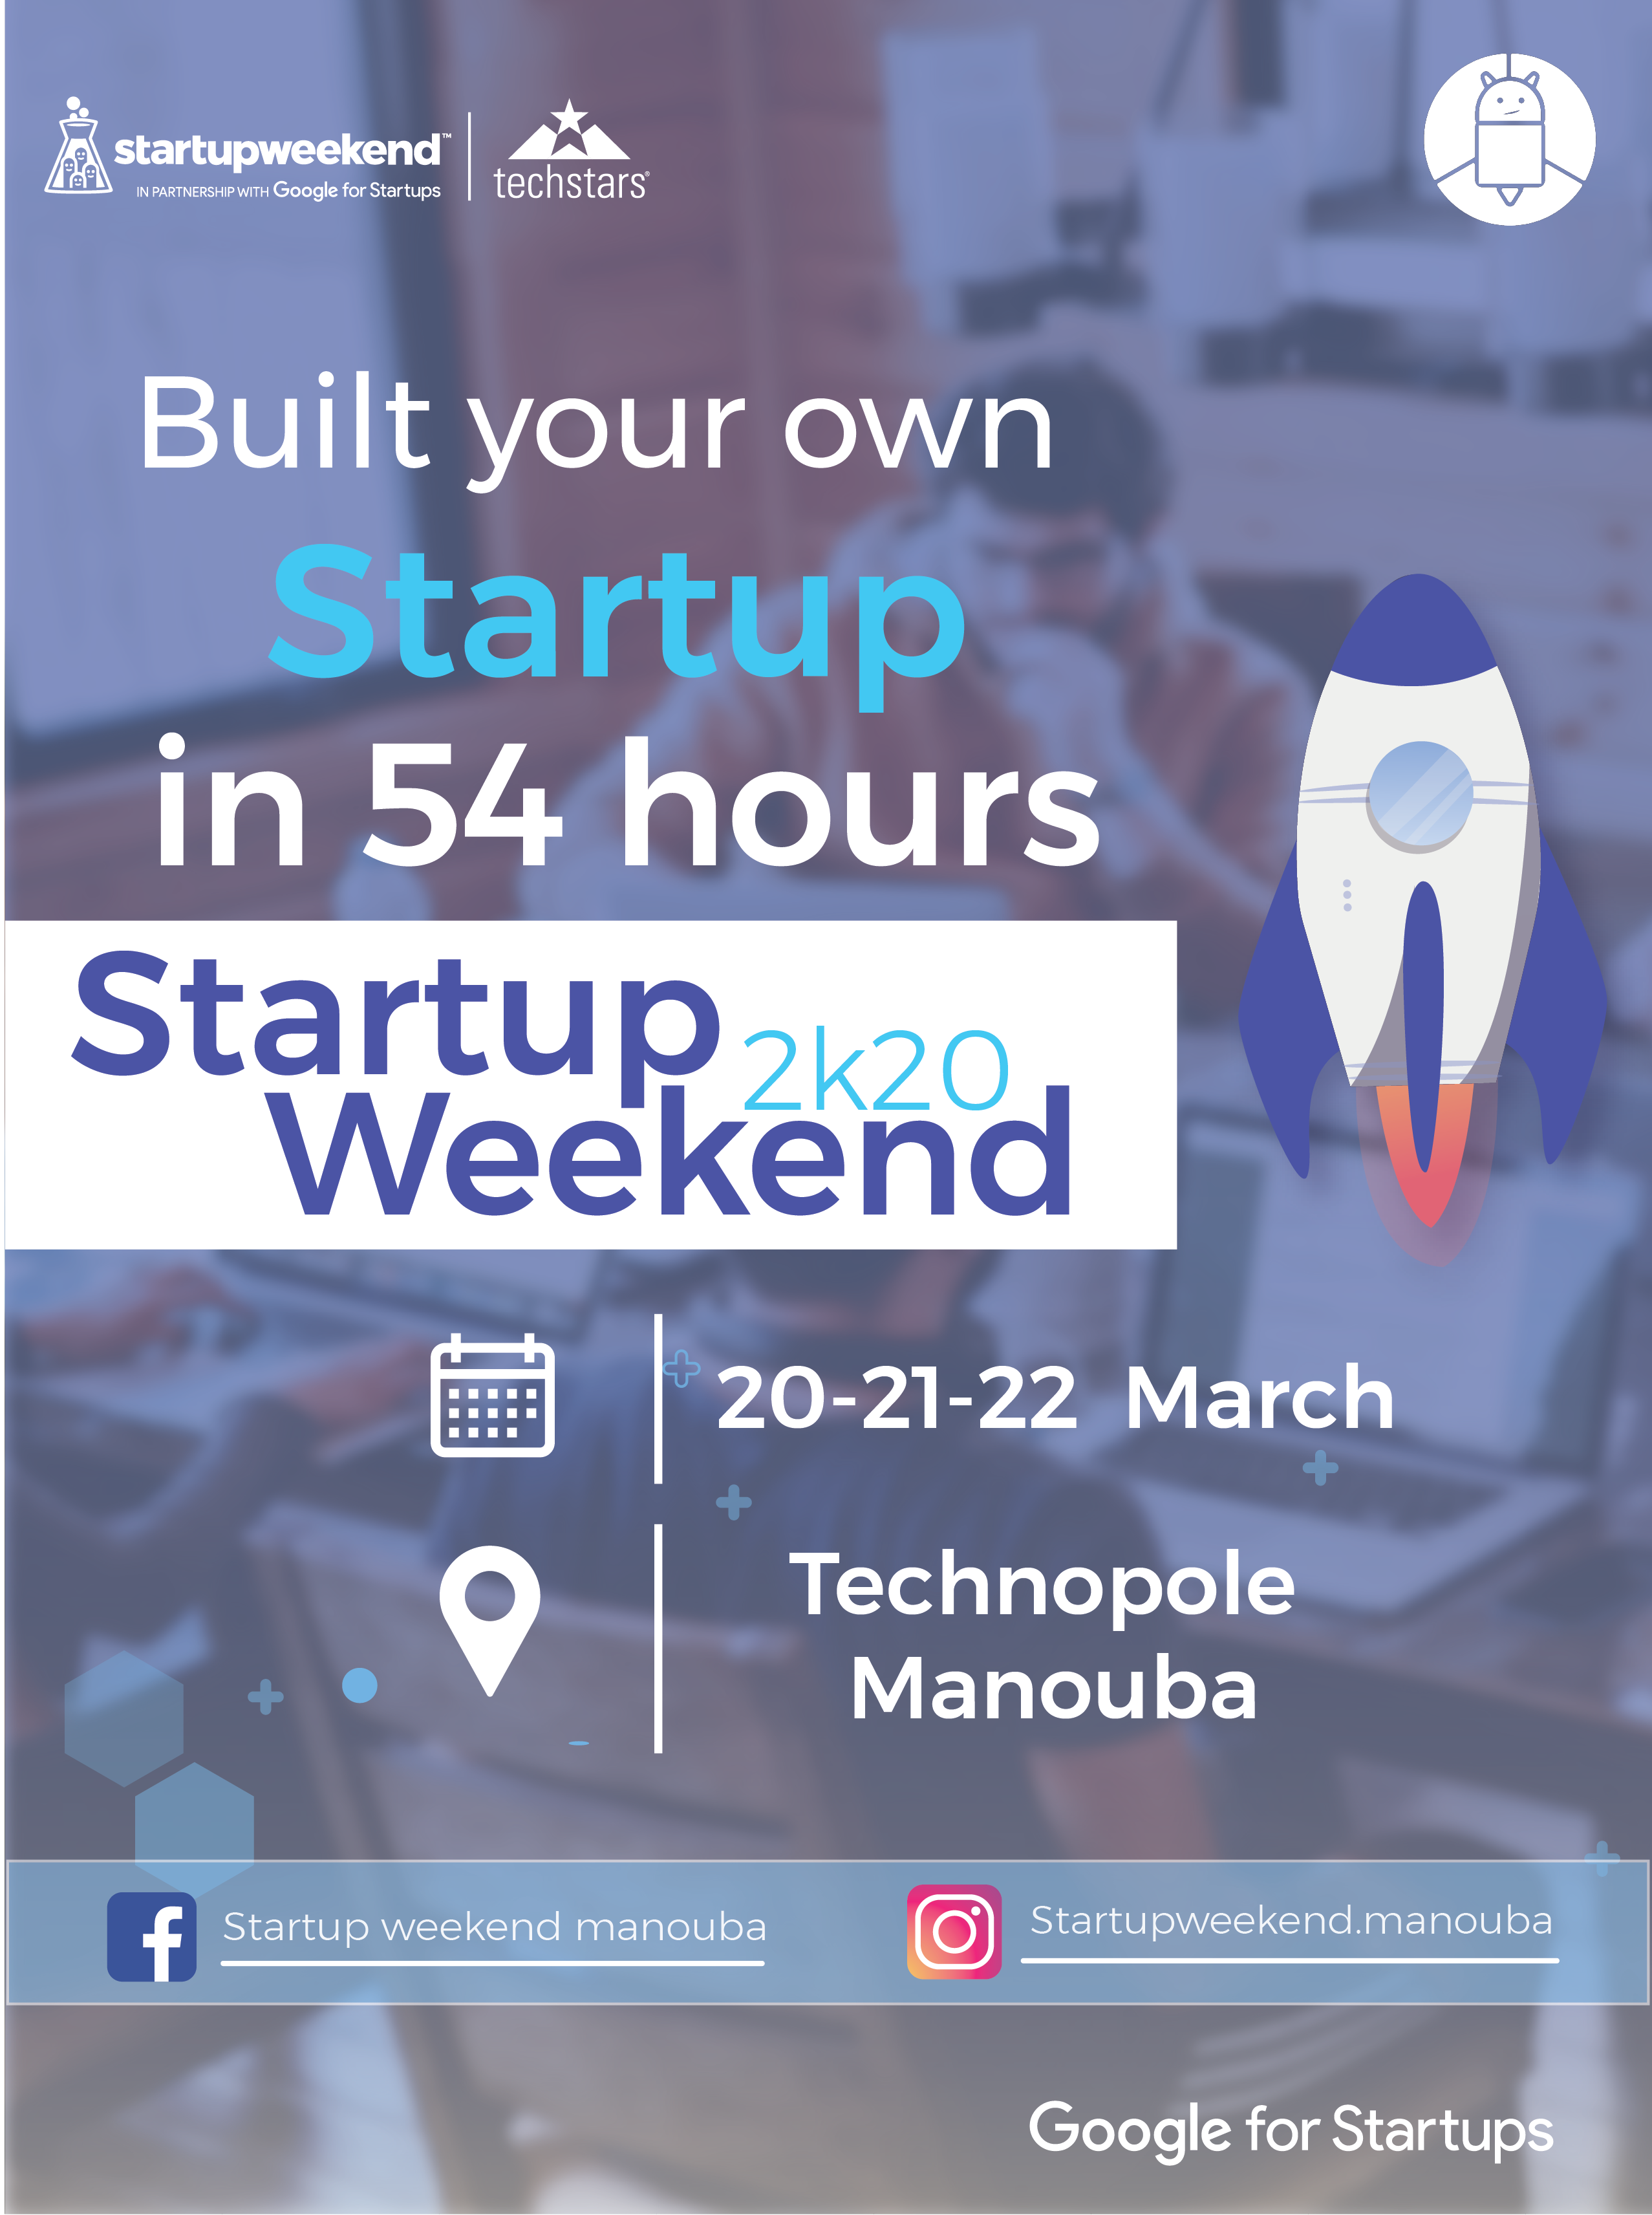 startupweekend™
IN PARTNERSHIP WITH Google for Startups
techstars®
Built your own
Startup
in 54 hours
Startup
2k20
Weekend
20-21-22 March
Technopole
Manouba
Startup weekend manouba
Startupweekend.manouba
Google for Startups